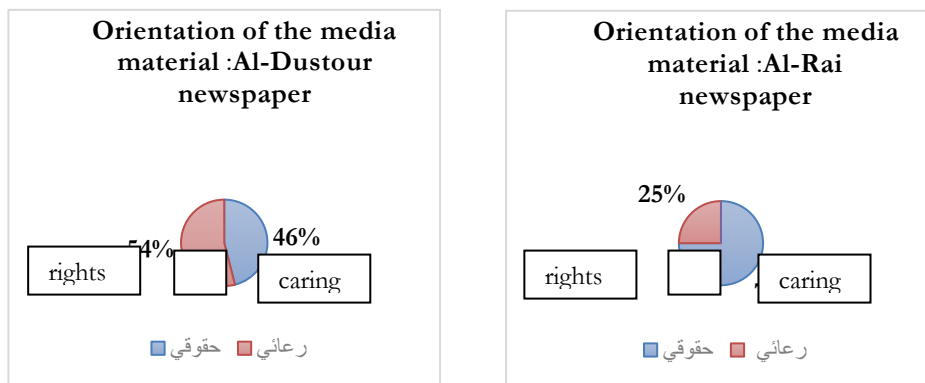 Orientation of the media
material :Al-Dustour
newspaper
54%
46%
rights
caring
حقوقي
رعائي
Orientation of the media
material :Al-Rai
newspaper
25%
rights
caring
حقوقي
رعائي